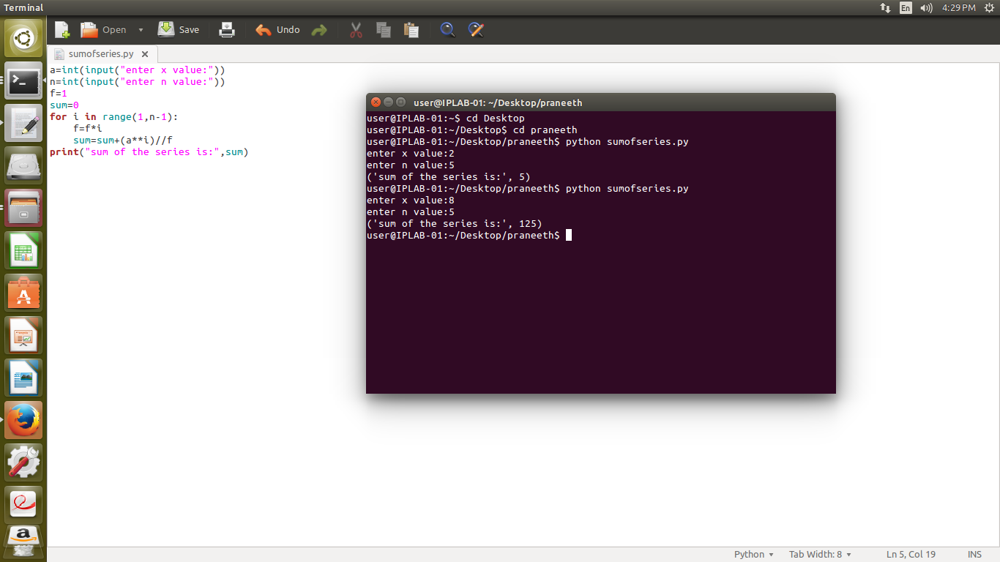 Terminal
En
4:29 PM
Open
Save
Undo
sumofseries.py
a=int(input("enter x value:"))
n=int(input("enter n value:"))
f=1
sum=0
for i in range(1,n-1):
    f=f*i
    sum=sum+(a**i)//f
print("sum of the series is:",sum)
user@IPLAB-01: ~/Desktop/praneeth
user@IPLAB-01:~$ cd Desktop
user@IPLAB-01:~/Desktop$ cd praneeth
user@IPLAB-01:~/Desktop/praneeth$ python sumofseries.py
enter x value:2
enter n value:5
('sum of the series is:', 5)
user@IPLAB-01:~/Desktop/praneeth$ python sumofseries.py
enter x value:8
enter n value:5
('sum of the series is:', 125)
user@IPLAB-01:~/Desktop/praneeth$
A
a
Python
Tab Width: 8
Ln 5, Col 19
INS